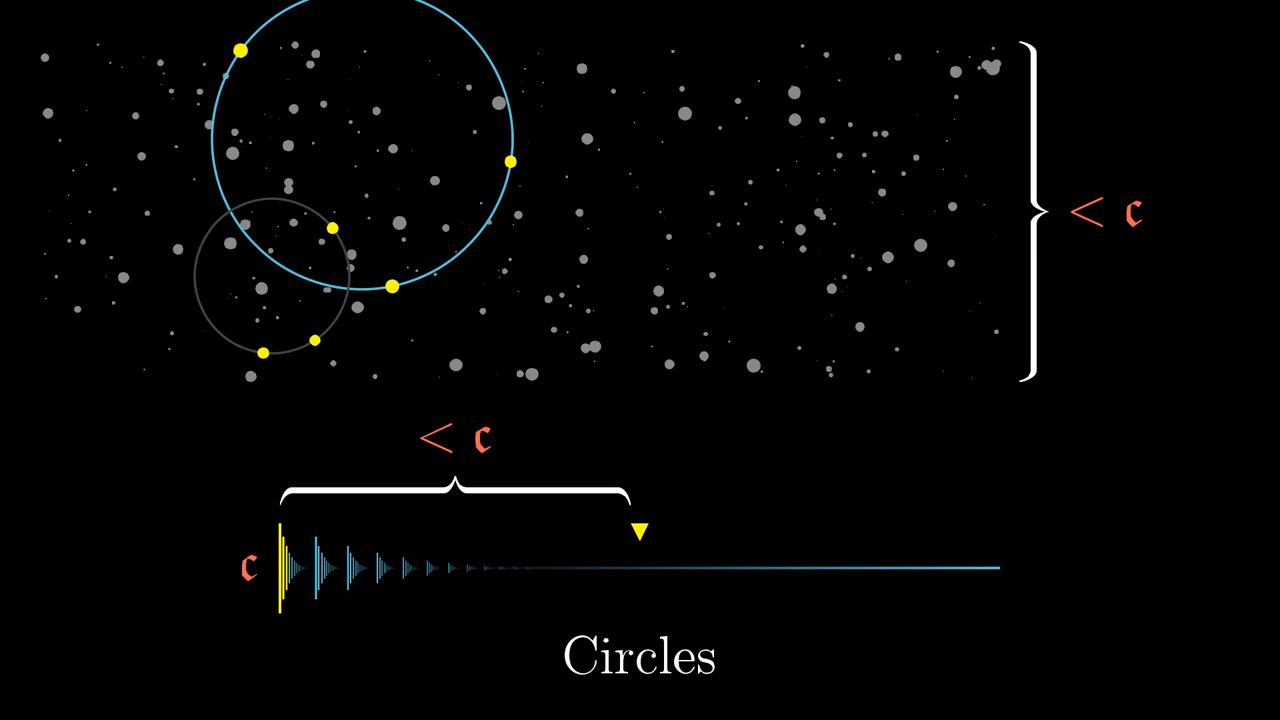 < 𝔠
< 𝔠
𝔠
Circles